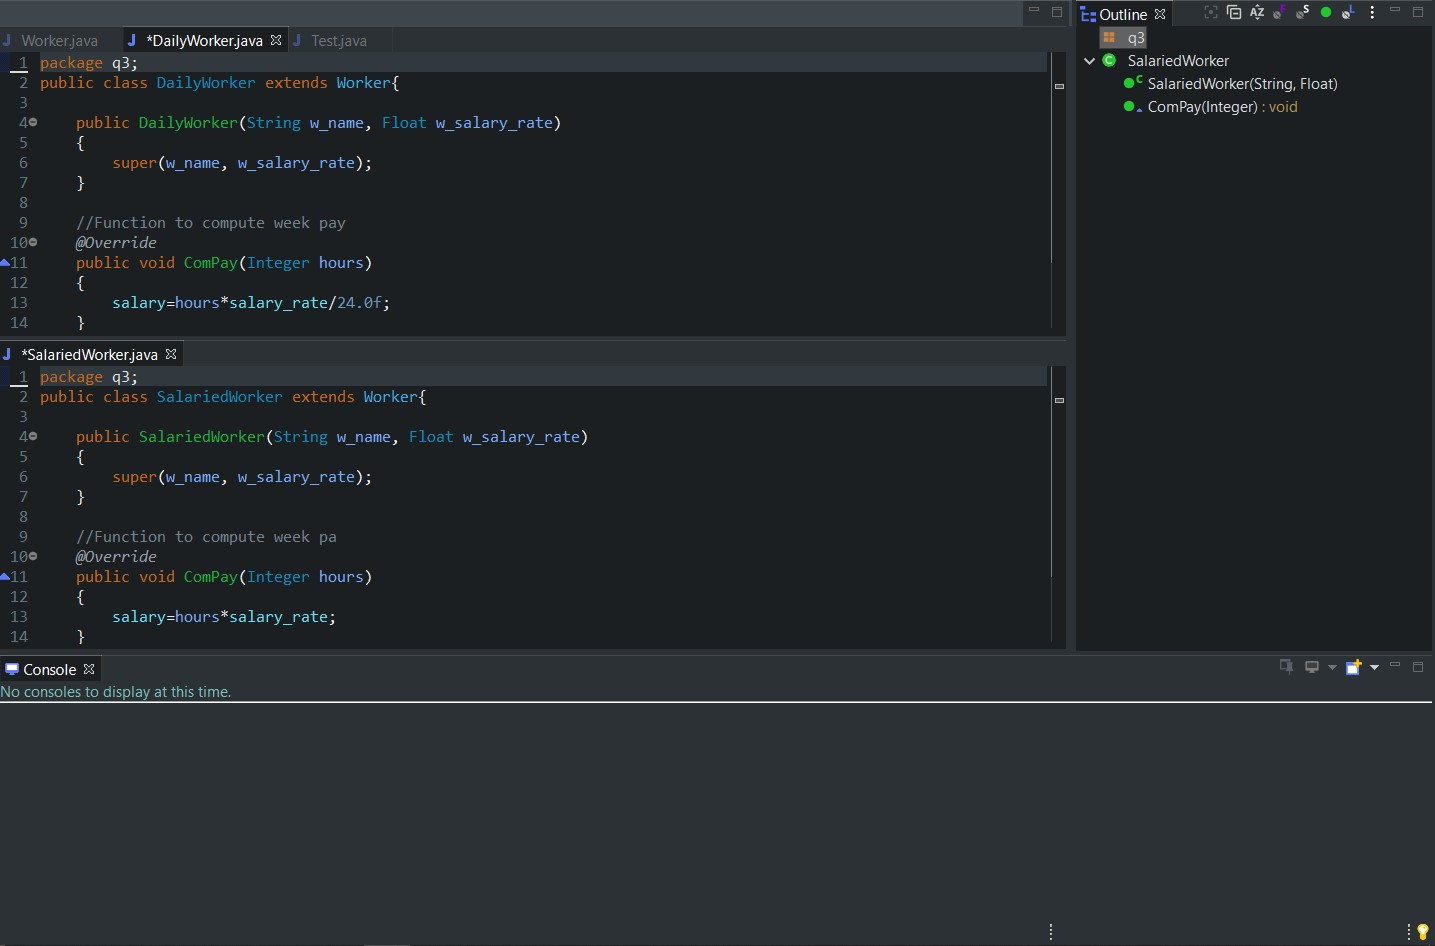 Worker.java *DailyWorker.java Test.java
1 package q3;
2 public class DailyWorker extends Worker{
3
4 public DailyWorker(String w_name, Float w_salary_rate)
5 {
6 super(w_name, w_salary_rate);
7 }
8
9 //Function to compute week pay
10 @Override
11 public void ComPay(Integer hours)
12 {
13 salary=hours*salary_rate/24.0f;
14 }
*SalariedWorker.java
1 package q3;
2 public class SalariedWorker extends Worker{
3
4 public SalariedWorker(String w_name, Float w_salary_rate)
5 {
6 super(w_name, w_salary_rate);
7 }
8
9 //Function to compute week pa
10 @Override
11 public void ComPay(Integer hours)
12 {
13 salary=hours*salary_rate;
14 }
Outline
q3
SalariedWorker
SalariedWorker(String, Float)
ComPay(Integer) : void
Console
No consoles to display at this time.